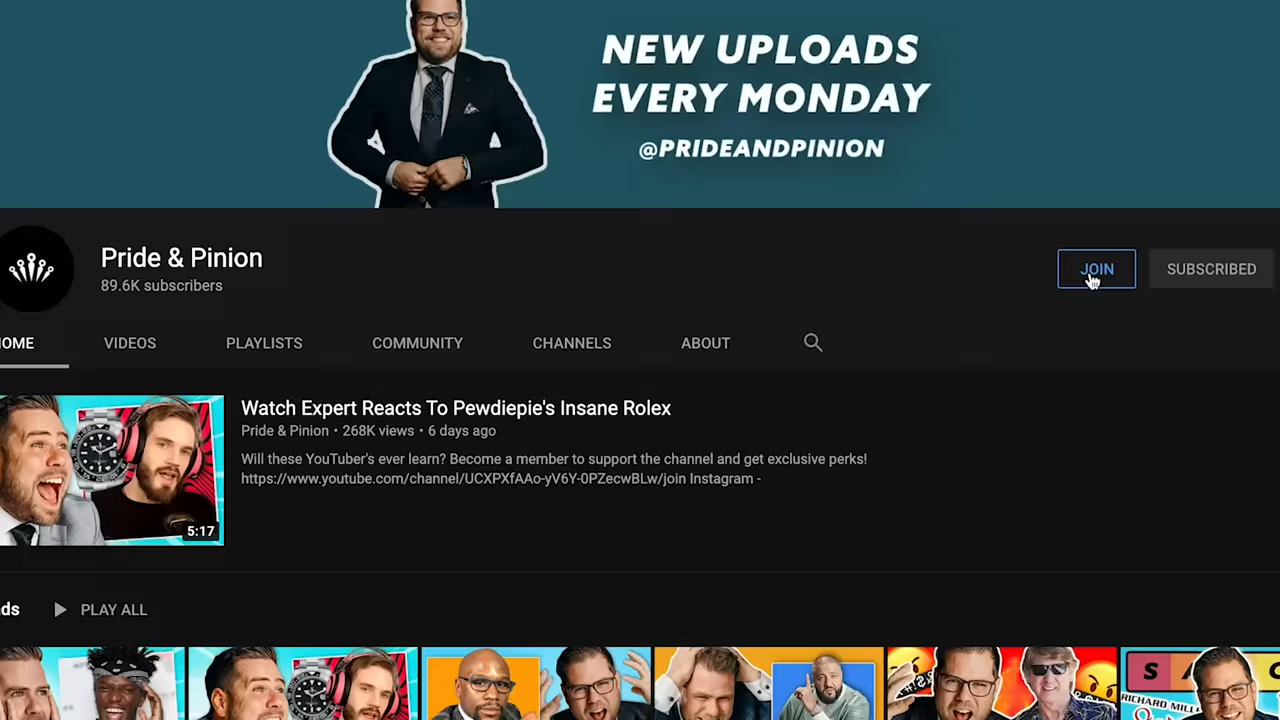 NEW UPLOADS
EVERY MONDAY
@PRIDEANDPINION
Pride & Pinion
89.6K subscribers
JOIN
SUBSCRIBED
HOME
VIDEOS
PLAYLISTS
COMMUNITY
CHANNELS
ABOUT
Watch Expert Reacts To Pewdiepie's Insane Rolex
Pride & Pinion • 268K views • 6 days ago
Will these YouTuber's ever learn? Become a member to support the channel and get exclusive perks!
https://www.youtube.com/channel/UCXPXfAAo-yV6Y-0PZecwBLw/join Instagram -
5:17
ds
PLAY ALL
RICHARD MILL